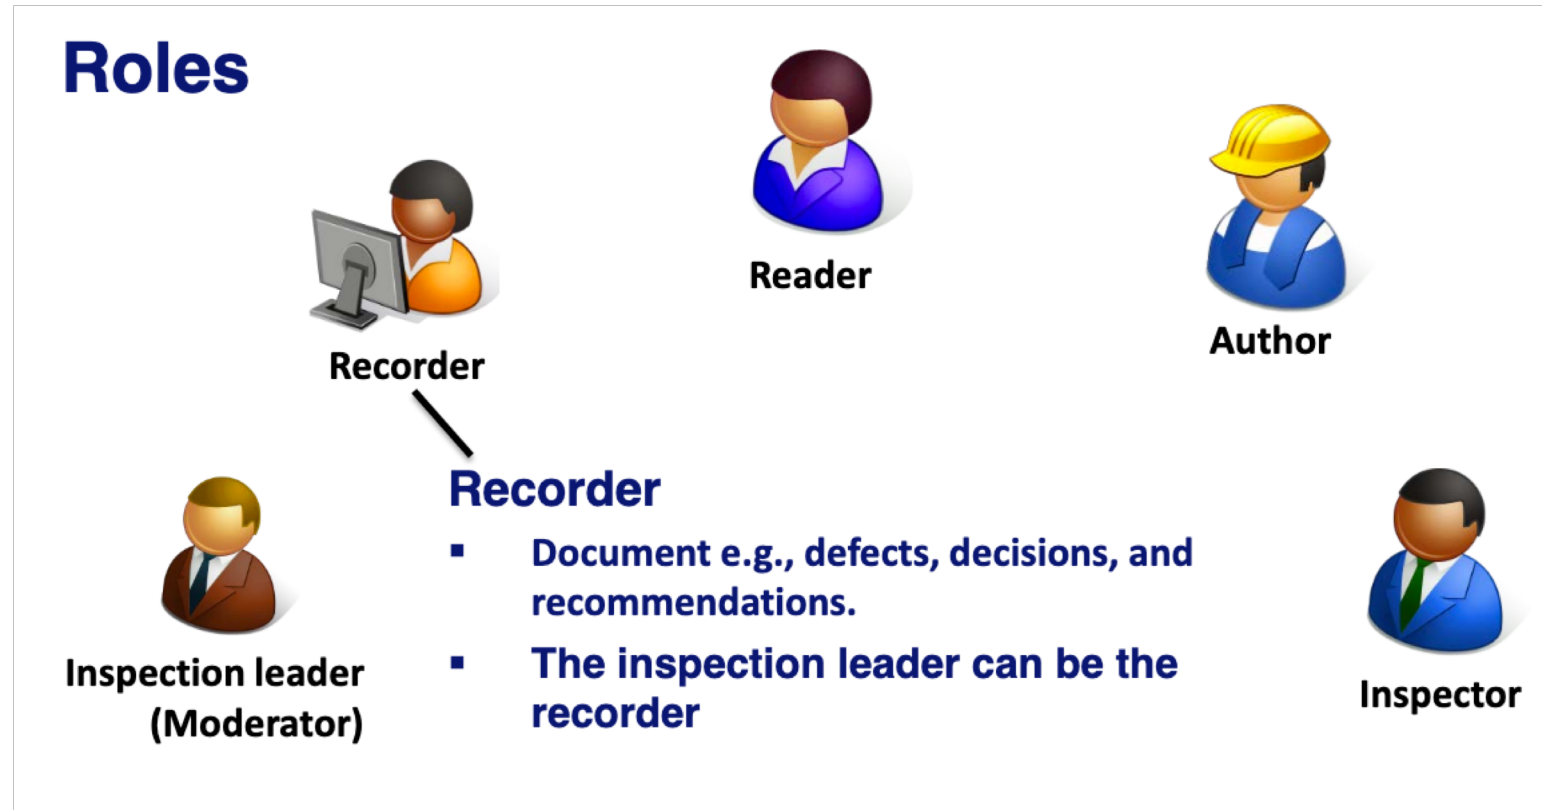 Roles
Reader
Author
Recorder
Recorder
▪ Document e.g., defects, decisions, and
recommendations.
▪ The inspection leader can be the
recorder
Inspection leader
(Moderator)
Inspector